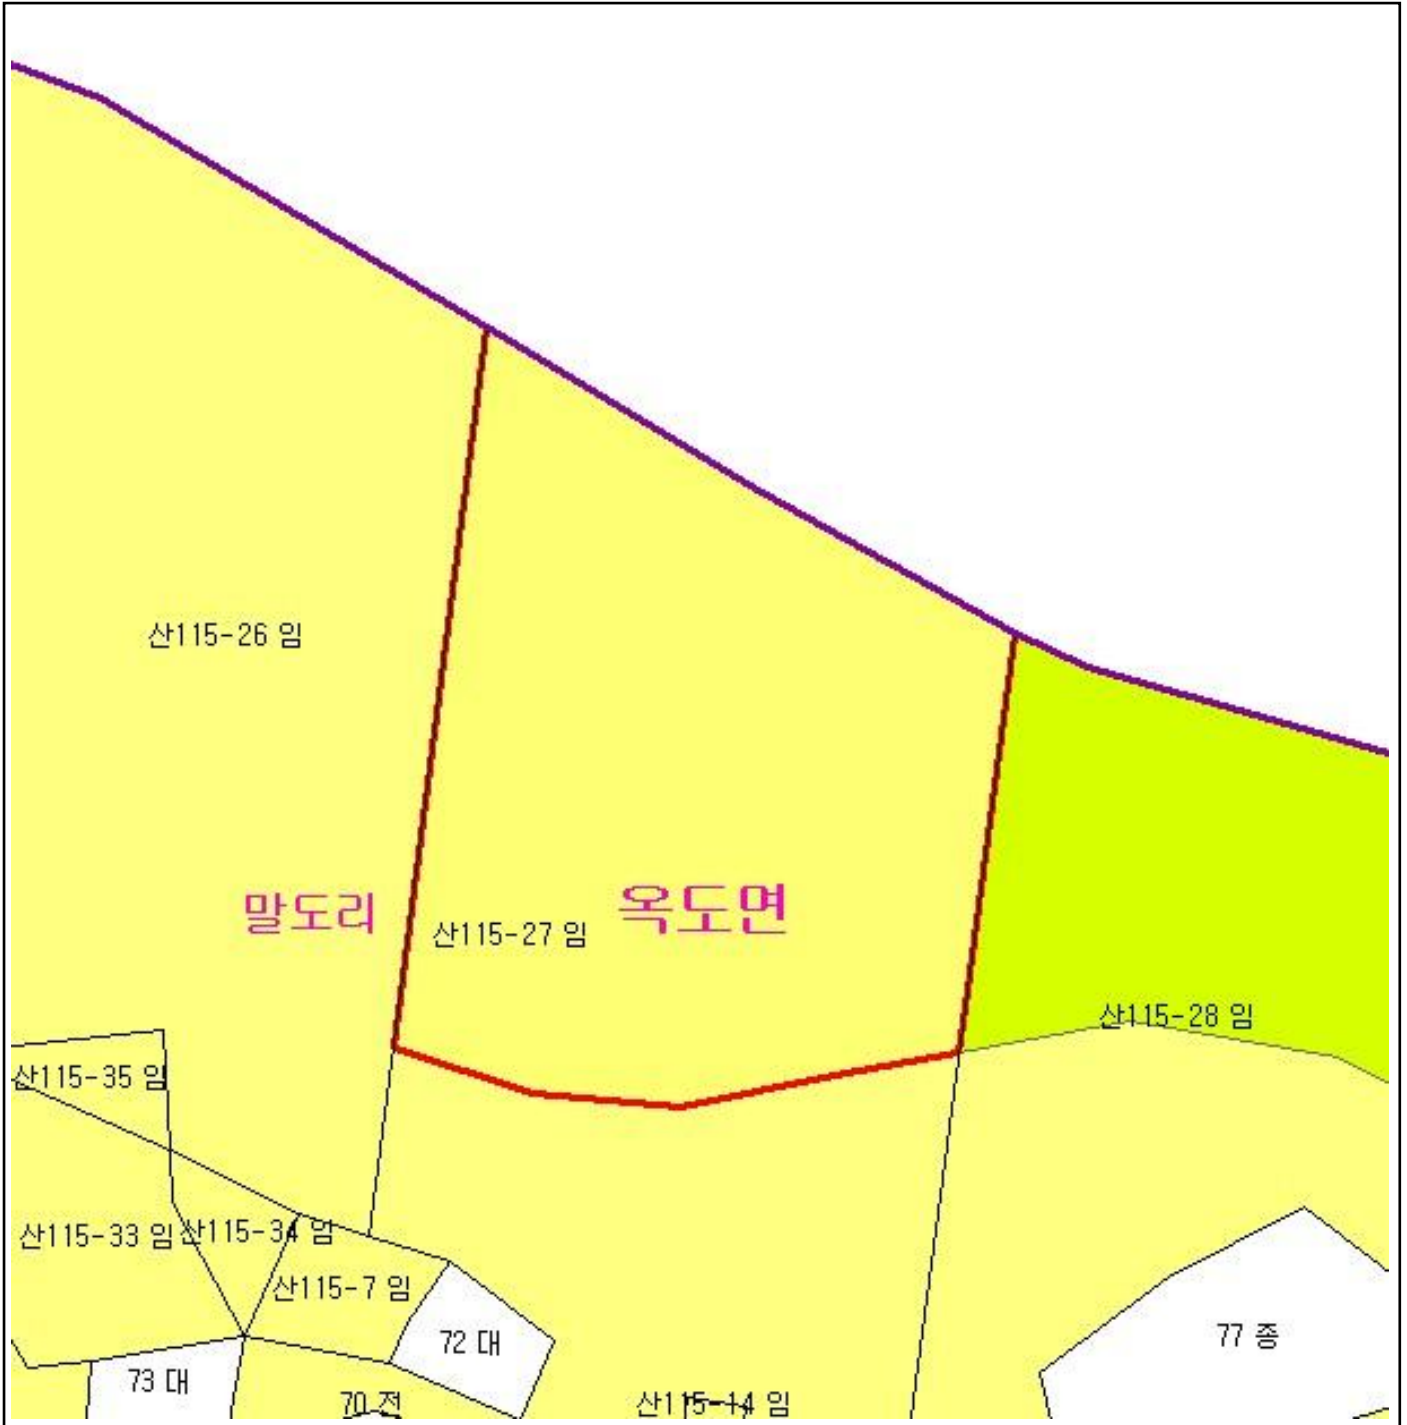 산115-26 임
말도리
옥도면
산115-27 임
산115-28 임
산115-35 임
산115-33 임
산115-34 임
산115-7 임
72 대
77 종
73 대
70 전
산115-14 임